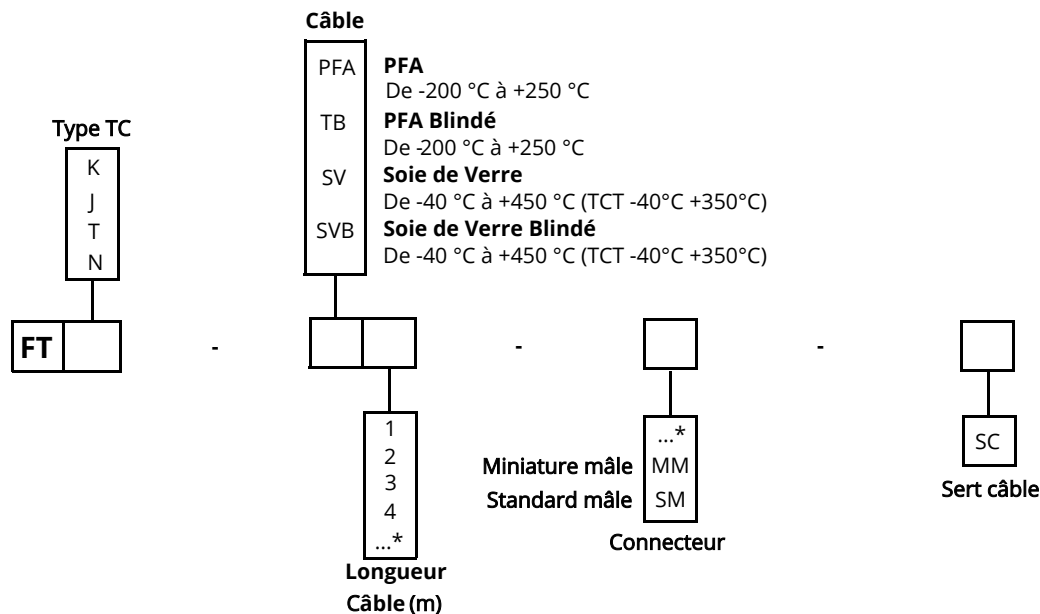 Câble
PFA PFA
De -200 °C à +250 °C
TB PFA Blindé
De -200 °C à +250 °C
SV Soie de Verre
De -40 °C à +450 °C (TCT -40°C +350°C)
SVB Soie de Verre Blindé
De -40 °C à +450 °C (TCT -40°C +350°C)
Type TC
K
J
T
N
FT - - -
1
2
3
4
...*
Longueur
Câble (m)
...*
Miniature mâle MM
Standard mâle SM
Connecteur
SC
Sert câble